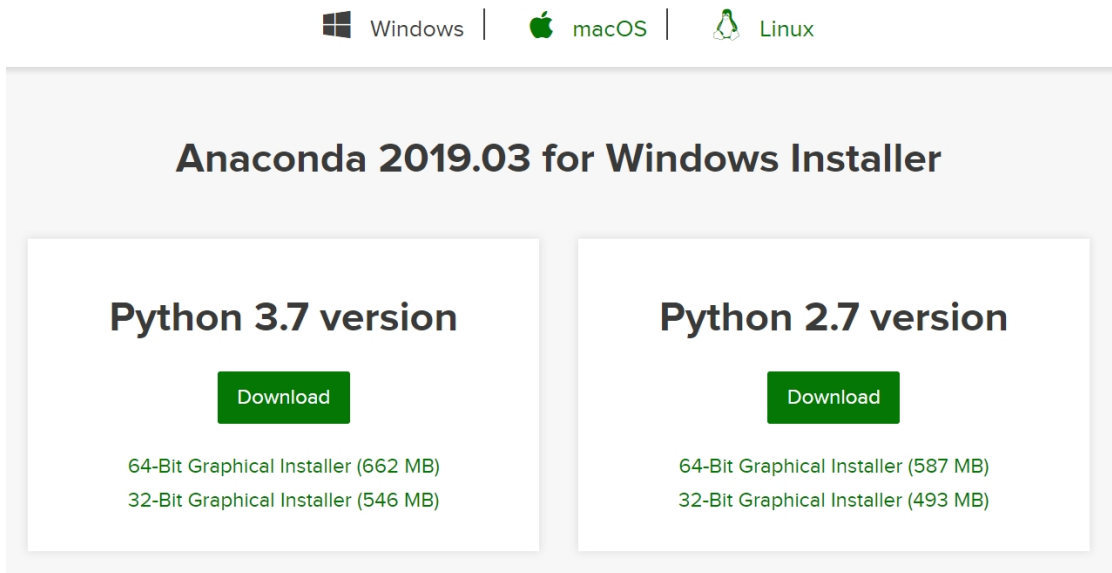 Windows macOS Linux
Anaconda 2019.03 for Windows Installer
Python 3.7 version
Download
64-Bit Graphical Installer (662 MB)
32-Bit Graphical Installer (546 MB)
Python 2.7 version
Download
64-Bit Graphical Installer (587 MB)
32-Bit Graphical Installer (493 MB)